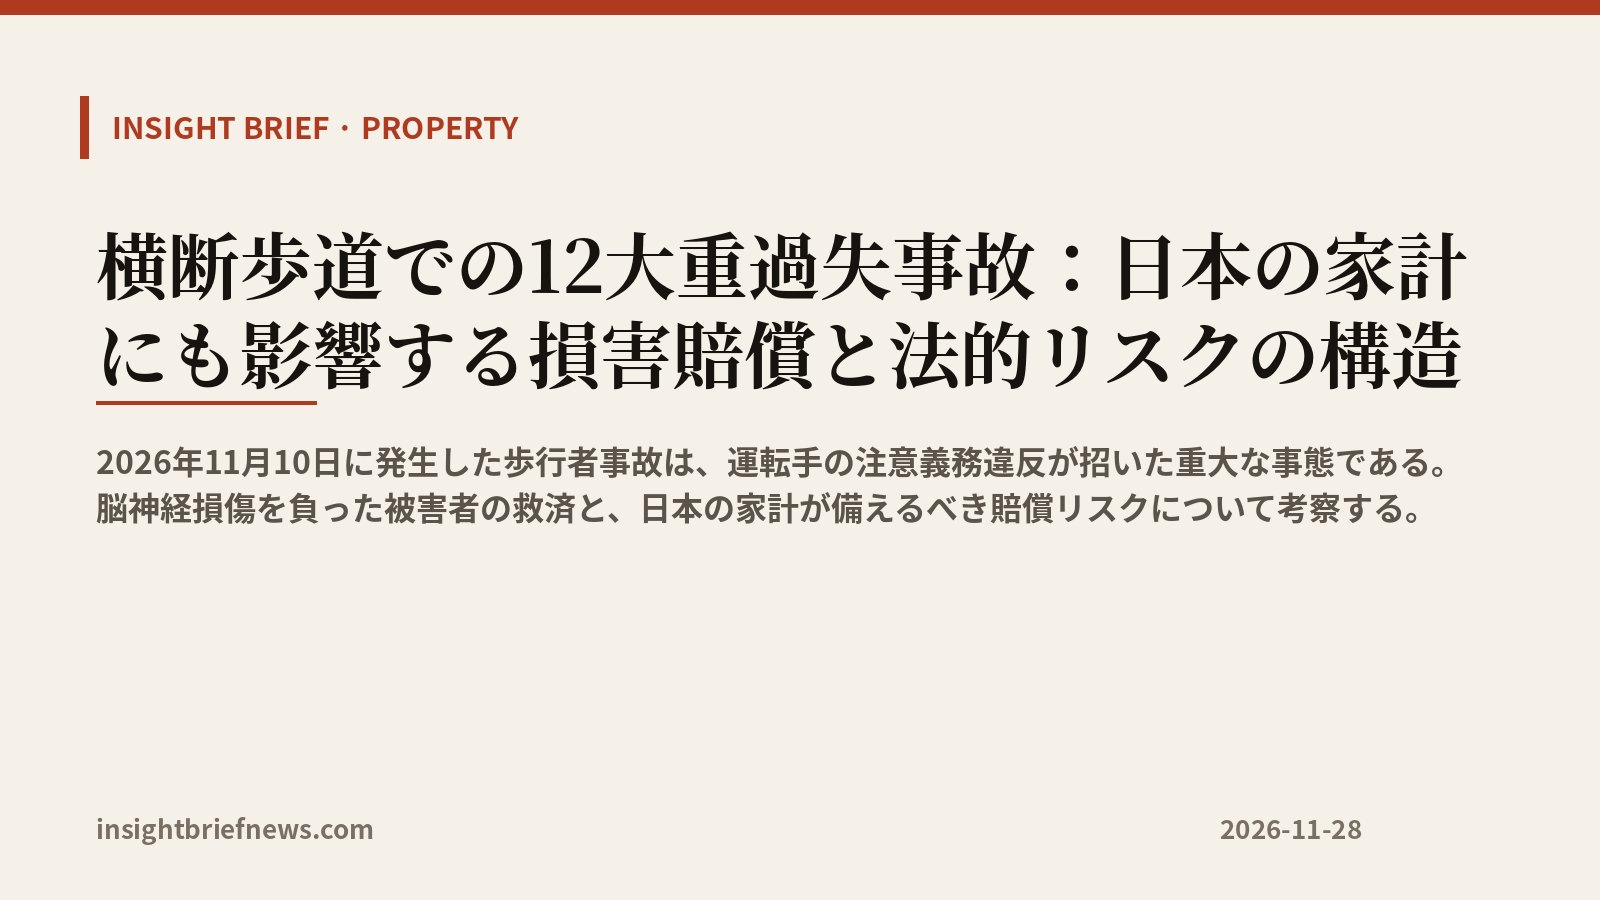 INSIGHT BRIEF · PROPERTY
横断歩道での12大重過失事故：日本の家計
にも影響する損害賠償と法的リスクの構造
2026年11月10日に発生した歩行者事故は、運転手の注意義務違反が招いた重大な事態である。
脳神経損傷を負った被害者の救済と、日本の家計が備えるべき賠償リスクについて考察する。
insightbriefnews.com
2026-11-28